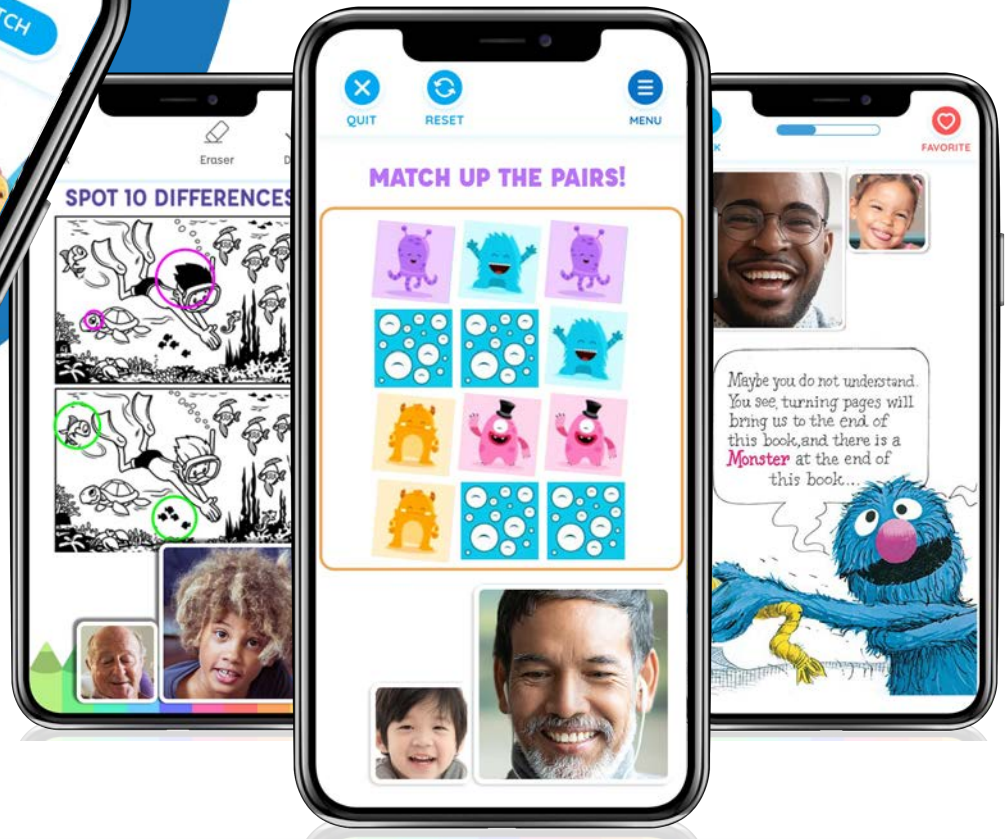 TCH
Eraser
SPOT 10 DIFFERENCES
QUIT
RESET
MENU
MATCH UP THE PAIRS!
FAVORITE
Maybe you do not understand.
You see, turning pages will
bring us to the end of
this book, and there is a
Monster at the end of
this book...